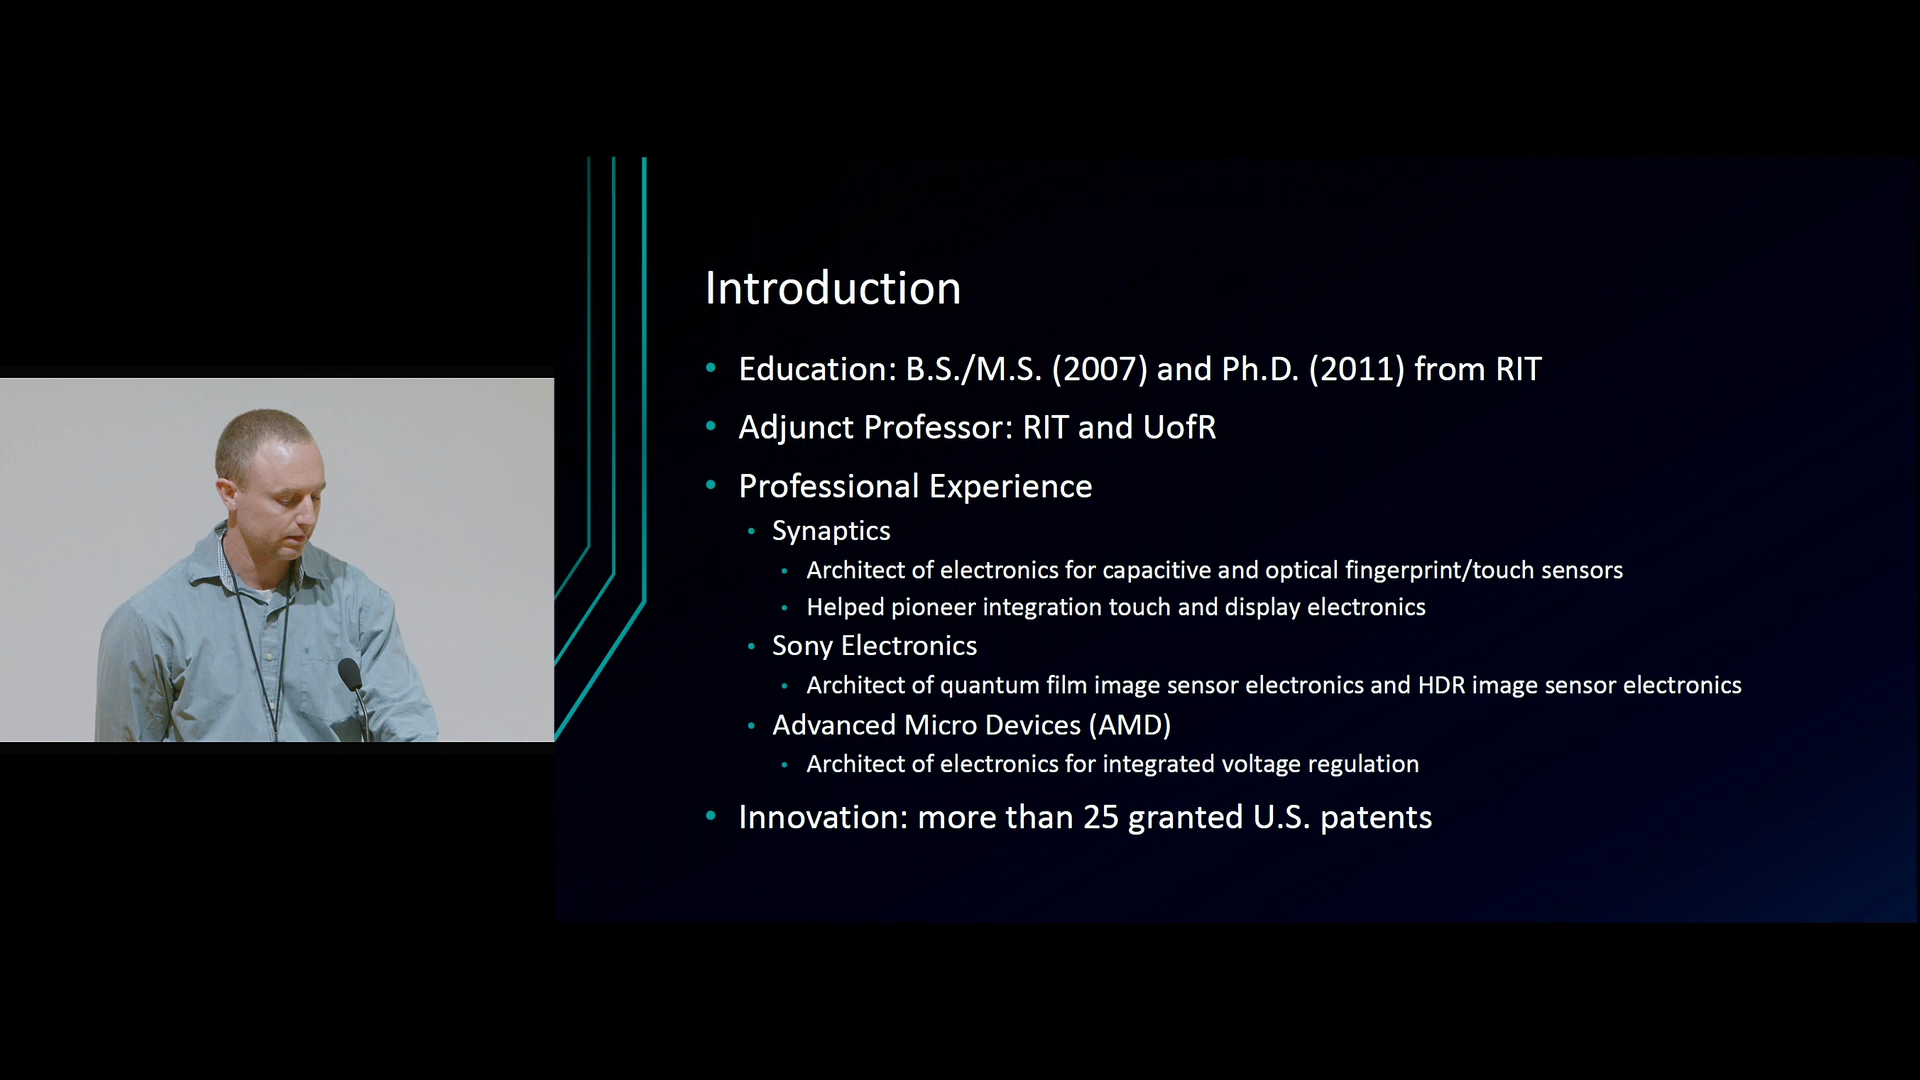 Introduction
• Education: B.S./M.S. (2007) and Ph.D. (2011) from RIT
• Adjunct Professor: RIT and UofR
• Professional Experience
• Synaptics
• Architect of electronics for capacitive and optical fingerprint/touch sensors
• Helped pioneer integration touch and display electronics
• Sony Electronics
• Architect of quantum film image sensor electronics and HDR image sensor electronics
• Advanced Micro Devices (AMD)
• Architect of electronics for integrated voltage regulation
• Innovation: more than 25 granted U.S. patents